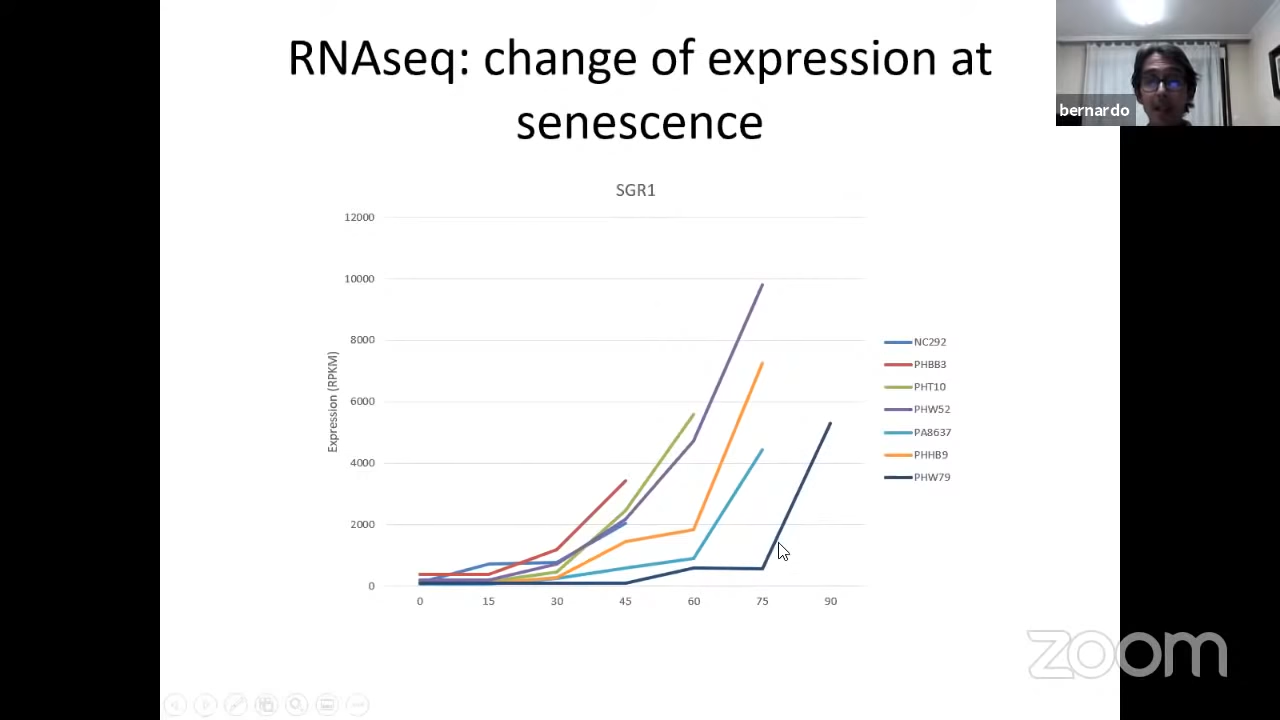 RNAseq: change of expression at
senescence
bernardo
SGR1
12000
10000
8000
6000
4000
2000
0
Expression (RPKM)
0 15 30 45 60 75 90
NC292
PHBB3
PHT10
PHW52
PA8637
PHHB9
PHW79
zoom